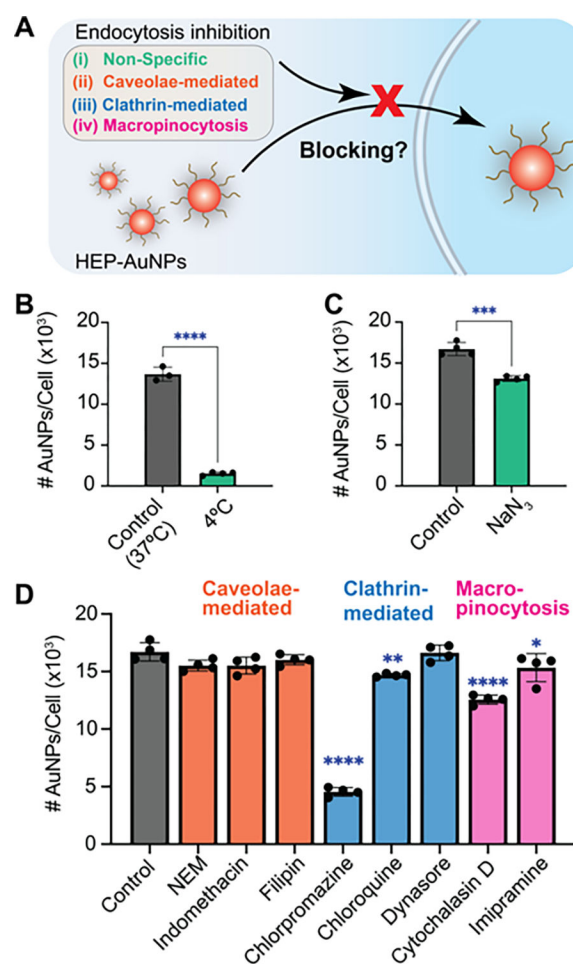 A
Endocytosis inhibition
(i) Non-Specific
(ii) Caveolae-mediated
(iii) Clathrin-mediated
(iv) Macropinocytosis
X
Blocking?
HEP-AuNPs
B
# AuNPs/Cell (x10³)
20
15
10
5
0
****
Control
(37ºC)
4ºC
C
# AuNPs/Cell (x10³)
20
15
10
5
0
***
Control
NaN₃
D
Caveolae-
mediated
Clathrin-
mediated
Macro-
pinocytosis
# AuNPs/Cell (x10³)
20
15
10
5
0
****
**
****
*
Control
NEM
Indomethacin
Filipin
Chlorpromazine
Chloroquine
Dynasore
Cytochalasin D
Imipramine